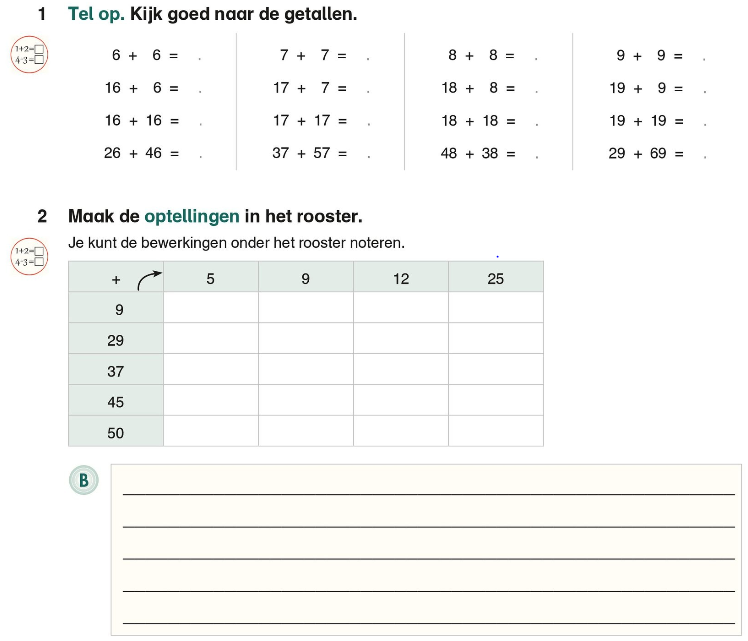 1 Tel op. Kijk goed naar de getallen.
1+2=□
4-3=□
6 + 6 = . 7 + 7 = . 8 + 8 = . 9 + 9 = .
16 + 6 = . 17 + 7 = . 18 + 8 = . 19 + 9 = .
16 + 16 = . 17 + 17 = . 18 + 18 = . 19 + 19 = .
26 + 46 = . 37 + 57 = . 48 + 38 = . 29 + 69 = .
2 Maak de optellingen in het rooster.
1+2=□
4-3=□
Je kunt de bewerkingen onder het rooster noteren.
+ 5 9 12 25
9
29
37
45
50
B